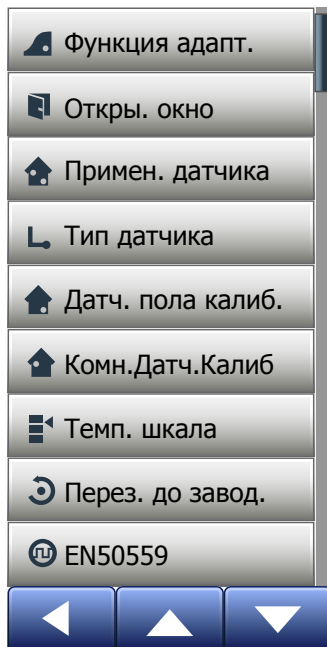 Функция адапт.
Откры. окно
Примен. датчика
Тип датчика
Датч. пола калиб.
Комн.Датч.Калиб
Темп. шкала
Перез. до завод.
EN50559